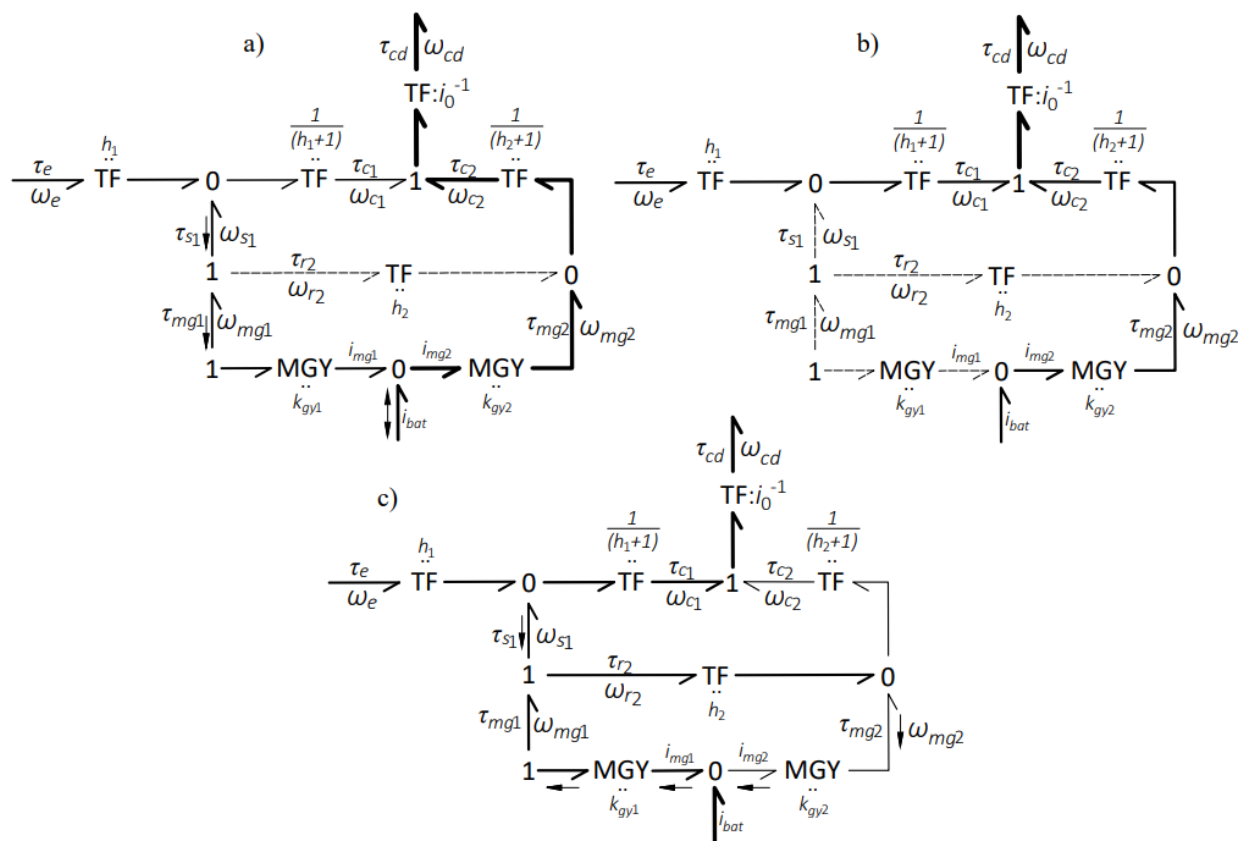 a)
τcd ωcd
TF:i0⁻¹
h1 1/(h1+1) 1/(h2+1)
τe ωe TF 0 TF τc1 ωc1 1 τc2 ωc2 TF
τs1 ωs1
1 τr2 ωr2 TF h2 0
τmg1 ωmg1 τmg2 ωmg2
1 MGY kgy1 img1 0 img2 MGY kgy2
ibat
b)
τcd ωcd
TF:i0⁻¹
h1 1/(h1+1) 1/(h2+1)
τe ωe TF 0 TF τc1 ωc1 1 τc2 ωc2 TF
τs1 ωs1
1 τr2 ωr2 TF h2 0
τmg1 ωmg1 τmg2 ωmg2
1 MGY kgy1 img1 0 img2 MGY kgy2
ibat
c)
τcd ωcd
TF:i0⁻¹
h1 1/(h1+1) 1/(h2+1)
τe ωe TF 0 TF τc1 ωc1 1 τc2 ωc2 TF
τs1 ωs1
1 τr2 ωr2 TF h2 0
τmg1 ωmg1 τmg2 ωmg2
1 MGY kgy1 img1 0 img2 MGY kgy2
ibat